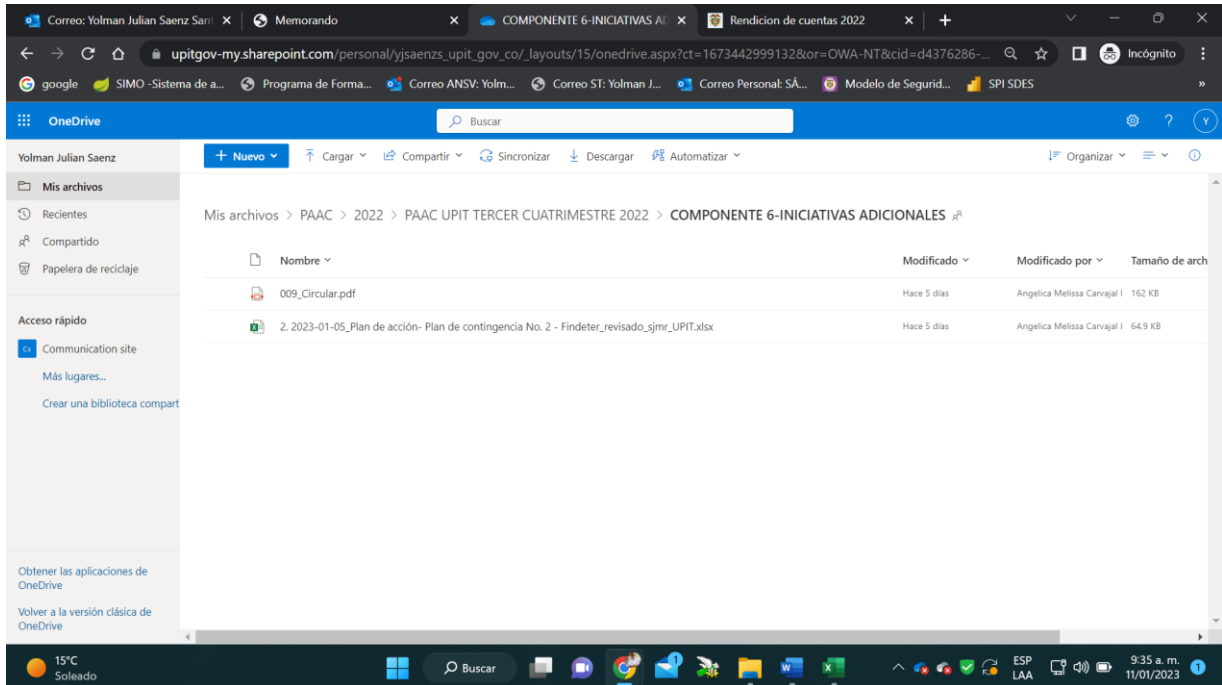 Correo: Yolman Julian Saenz Sant
Memorando
COMPONENTE 6-INICIATIVAS AD
Rendicion de cuentas 2022
upitgov-my.sharepoint.com/personal/yjsaenzs_upit_gov_co/_layouts/15/onedrive.aspx?ct=1673442999132&or=OWA-NT&cid=d4376286-...
Incógnito
google
SIMO -Sistema de a...
Programa de Forma...
Correo ANSV: Yolm...
Correo ST: Yolman J...
Correo Personal: SÁ...
Modelo de Segurid...
SPI SDES
»
OneDrive
Buscar
?
Y
Yolman Julian Saenz
+ Nuevo
Cargar
Compartir
Sincronizar
Descargar
Automatizar
Organizar
Mis archivos
Recientes
Compartido
Papelera de reciclaje
Acceso rápido
Cs
Communication site
Más lugares...
Crear una biblioteca compart
Mis archivos > PAAC > 2022 > PAAC UPIT TERCER CUATRIMESTRE 2022 > COMPONENTE 6-INICIATIVAS ADICIONALES
Nombre Modificado Modificado por Tamaño de arch
009_Circular.pdf Hace 5 días Angelica Melissa Carvajal I 162 KB
2. 2023-01-05_Plan de acción- Plan de contingencia No. 2 - Findeter_revisado_sjmr_UPIT.xlsx Hace 5 días Angelica Melissa Carvajal I 64,9 KB
Obtener las aplicaciones de
OneDrive
Volver a la versión clásica de
OneDrive
15°C
Soleado
Buscar
1
ESP
LAA
9:35 a. m.
11/01/2023
1